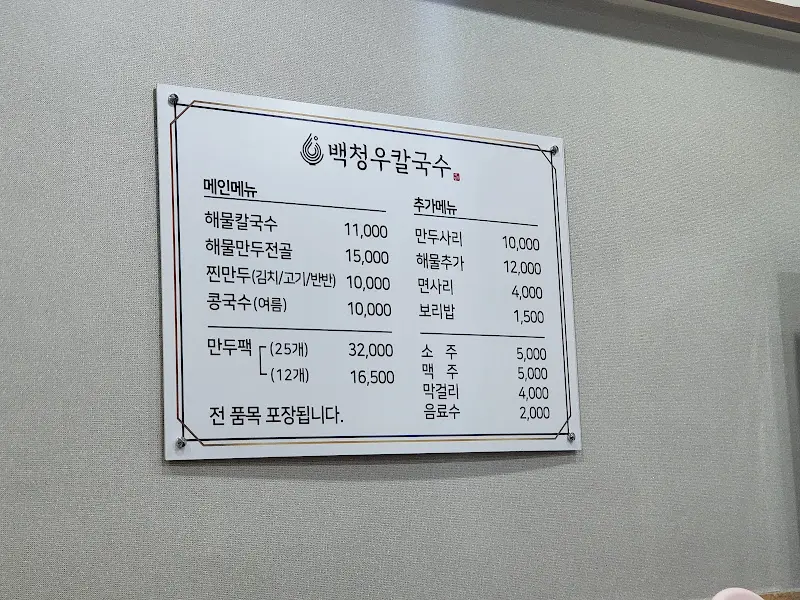 백청우칼국수
메인메뉴
해물칼국수 11,000
해물만두전골 15,000
찐만두(김치/고기/반반) 10,000
콩국수(여름) 10,000
만두팩 (25개) 32,000
(12개) 16,500
전 품목 포장됩니다.
추가메뉴
만두사리 10,000
해물추가 12,000
면사리 4,000
보리밥 1,500
소 주 5,000
맥 주 5,000
막걸리 4,000
음료수 2,000